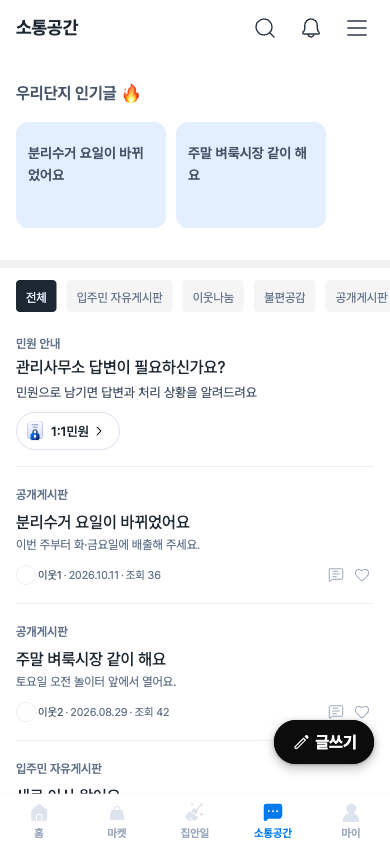 소통공간
우리단지 인기글 🔥
분리수거 요일이 바뀌
었어요
주말 벼룩시장 같이 해
요
전체
입주민 자유게시판
이웃나눔
불편공감
공개게시판
민원 안내
관리사무소 답변이 필요하신가요?
민원으로 남기면 답변과 처리 상황을 알려드려요
1:1민원
공개게시판
분리수거 요일이 바뀌었어요
이번 주부터 화·금요일에 배출해 주세요.
이웃1 · 2026.10.11 · 조회 36
공개게시판
주말 벼룩시장 같이 해요
토요일 오전 놀이터 앞에서 열어요.
이웃2 · 2026.08.29 · 조회 42
글쓰기
입주민 자유게시판
홈
마켓
집안일
소통공간
마이